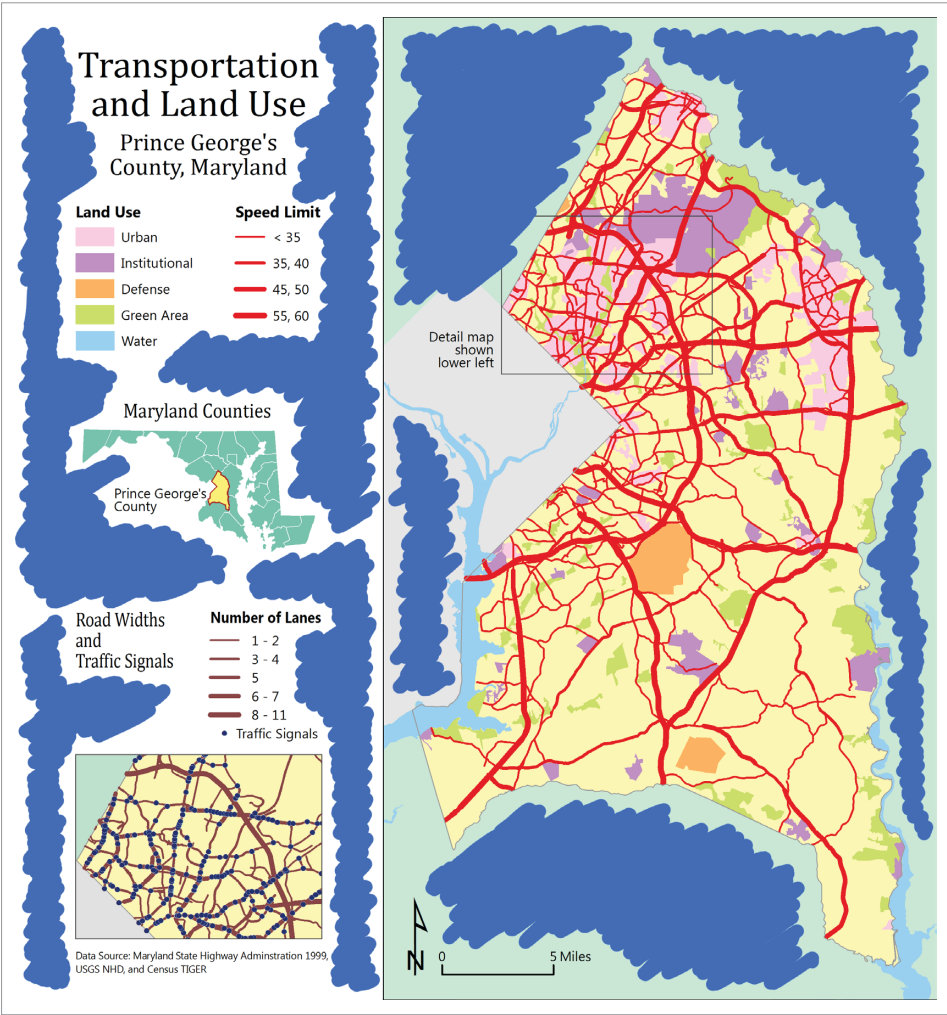 Transportation
and Land Use
Prince George's
County, Maryland
Land Use
Urban
Institutional
Defense
Green Area
Water
Speed Limit
< 35
35, 40
45, 50
55, 60
Detail map
shown
lower left
Maryland Counties
Prince George's
County
Road Widths
and
Traffic Signals
Number of Lanes
1 - 2
3 - 4
5
6 - 7
8 - 11
Traffic Signals
Data Source: Maryland State Highway Adminstration 1999,
USGS NHD, and Census TIGER
N
0 5 Miles